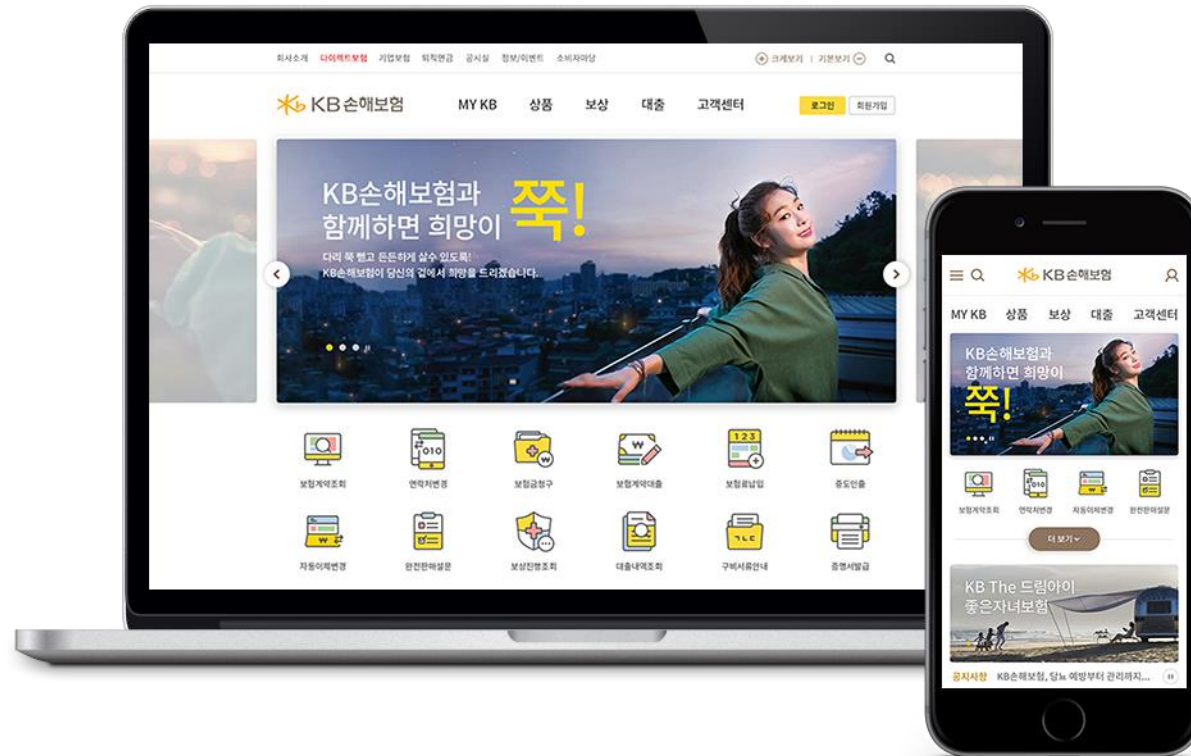 회사소개 다이렉트보험 기업보험 퇴직연금 공시실 정보/이벤트 소비자마당
크게보기 | 기본보기
KB손해보험 MY KB 상품 보상 대출 고객센터 로그인 회원가입
KB손해보험과
함께하면 희망이 쭉!
다리 쭉 뻗고 든든하게 살수 있도록!
KB손해보험이 당신의 곁에서 희망을 드리겠습니다.
010
₩
₩
1 2 3
보험계약조회 연락처변경 보험금청구 보험계약대출 보험료납입 중도인출
₩
ㄱㄴㄷ
자동이체변경 완전판매설문 보상진행조회 대출내역조회 구비서류안내 증명서발급
KB손해보험
MY KB 상품 보상 대출 고객센터
KB손해보험과
함께하면 희망이
쭉!
010
₩
보험계약조회 연락처변경 자동이체변경 완전판매설문
더 보기
KB The 드림아이
좋은자녀보험
공지사항 KB손해보험, 당뇨 예방부터 관리까지...